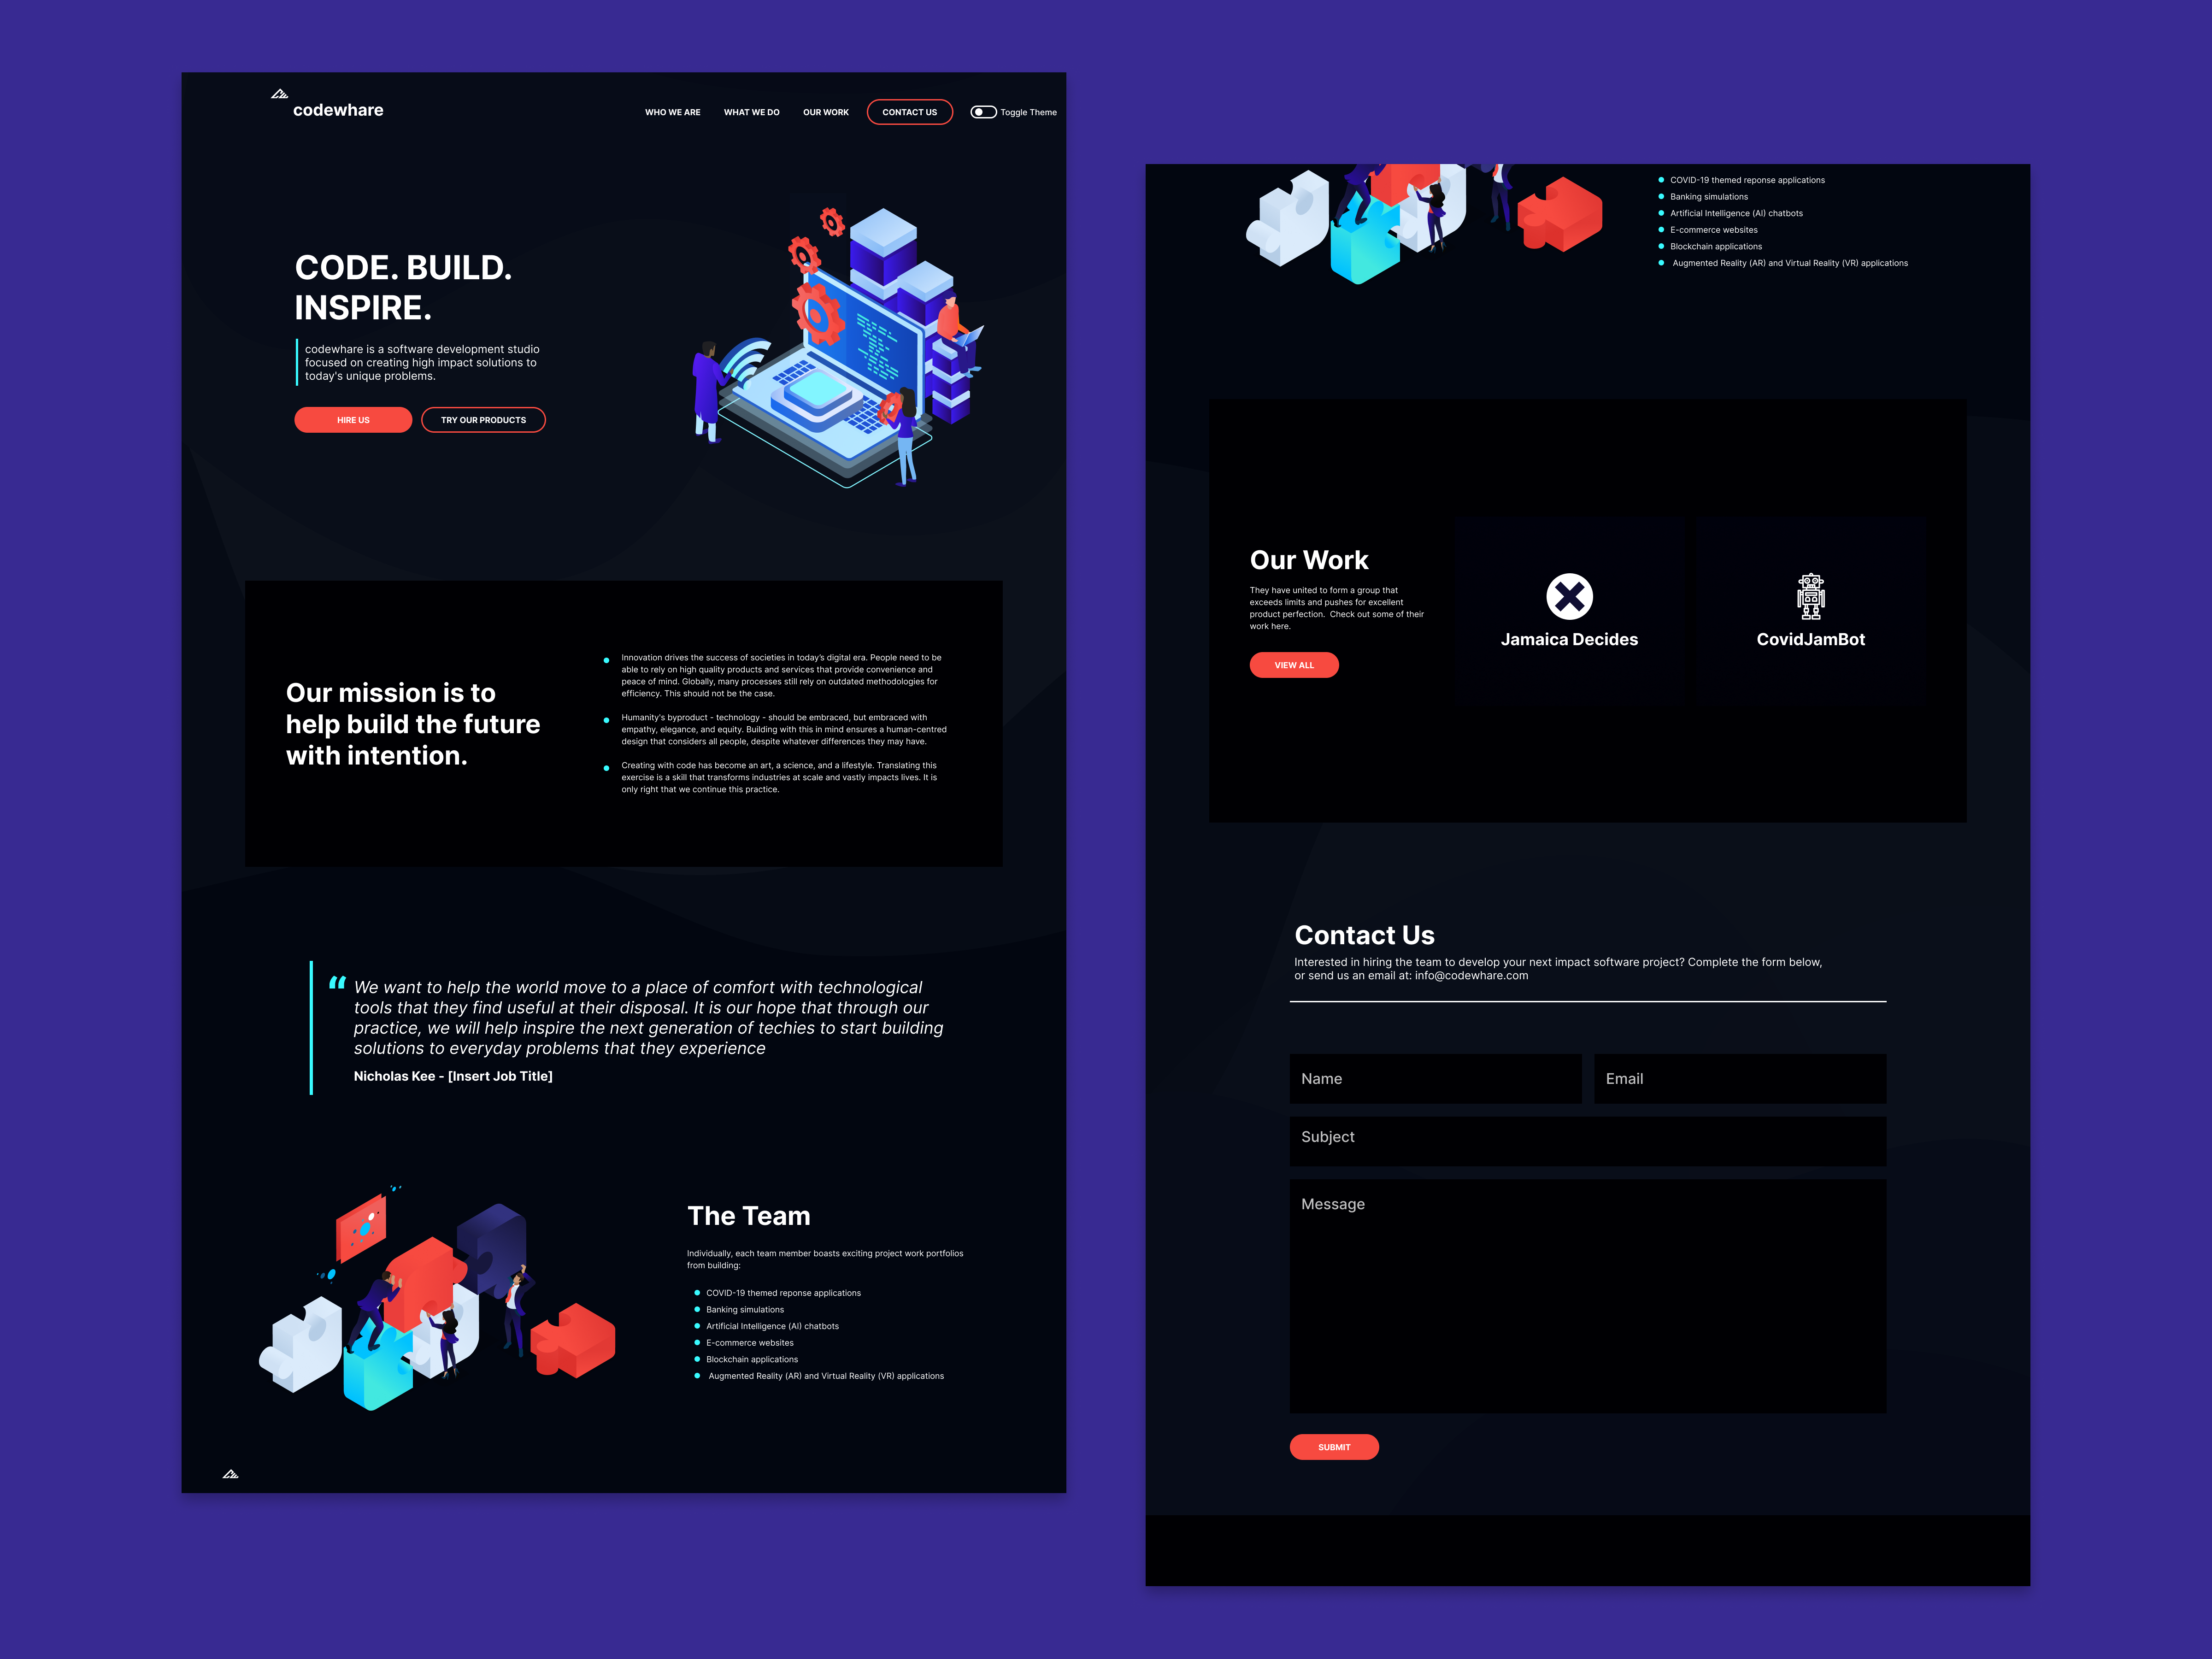 codewhare
WHO WE ARE
WHAT WE DO
OUR WORK
CONTACT US
Toggle Theme
CODE. BUILD.
INSPIRE.
codewhare is a software development studio
focused on creating high impact solutions to
today's unique problems.
HIRE US
TRY OUR PRODUCTS
Our mission is to
help build the future
with intention.
Innovation drives the success of societies in today's digital era. People need to be
able to rely on high quality products and services that provide convenience and
peace of mind. Globally, many processes still rely on outdated methodologies for
efficiency. This should not be the case.
Humanity's byproduct - technology - should be embraced, but embraced with
empathy, elegance, and equity. Building with this in mind ensures a human-centred
design that considers all people, despite whatever differences they may have.
Creating with code has become an art, a science, and a lifestyle. Translating this
exercise is a skill that transforms industries at scale and vastly impacts lives. It is
only right that we continue this practice.
“ We want to help the world move to a place of comfort with technological
tools that they find useful at their disposal. It is our hope that through our
practice, we will help inspire the next generation of techies to start building
solutions to everyday problems that they experience
Nicholas Kee - [Insert Job Title]
The Team
Individually, each team member boasts exciting project work portfolios
from building:
COVID-19 themed reponse applications
Banking simulations
Artificial Intelligence (AI) chatbots
E-commerce websites
Blockchain applications
Augmented Reality (AR) and Virtual Reality (VR) applications
COVID-19 themed reponse applications
Banking simulations
Artificial Intelligence (AI) chatbots
E-commerce websites
Blockchain applications
Augmented Reality (AR) and Virtual Reality (VR) applications
Our Work
They have united to form a group that
exceeds limits and pushes for excellent
product perfection. Check out some of their
work here.
VIEW ALL
Jamaica Decides
CovidJamBot
Contact Us
Interested in hiring the team to develop your next impact software project? Complete the form below,
or send us an email at: info@codewhare.com
Name
Email
Subject
Message
SUBMIT